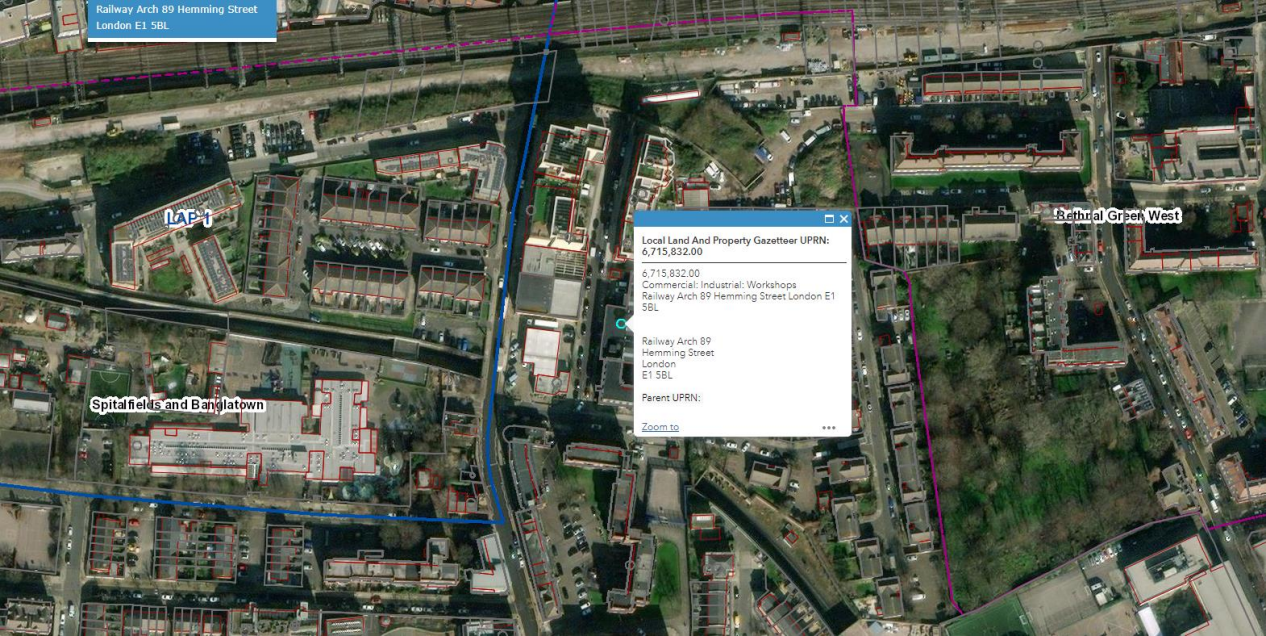 Railway Arch 89 Hemming Street
London E1 5BL
LAP 1
Bethnal Green West
Local Land And Property Gazetteer UPRN:
6,715,832.00
6,715,832.00
Commercial: Industrial: Workshops
Railway Arch 89 Hemming Street London E1
5BL
Railway Arch 89
Hemming Street
London
E1 5BL
Parent UPRN:
Zoom to
Spitalfields and Banglatown